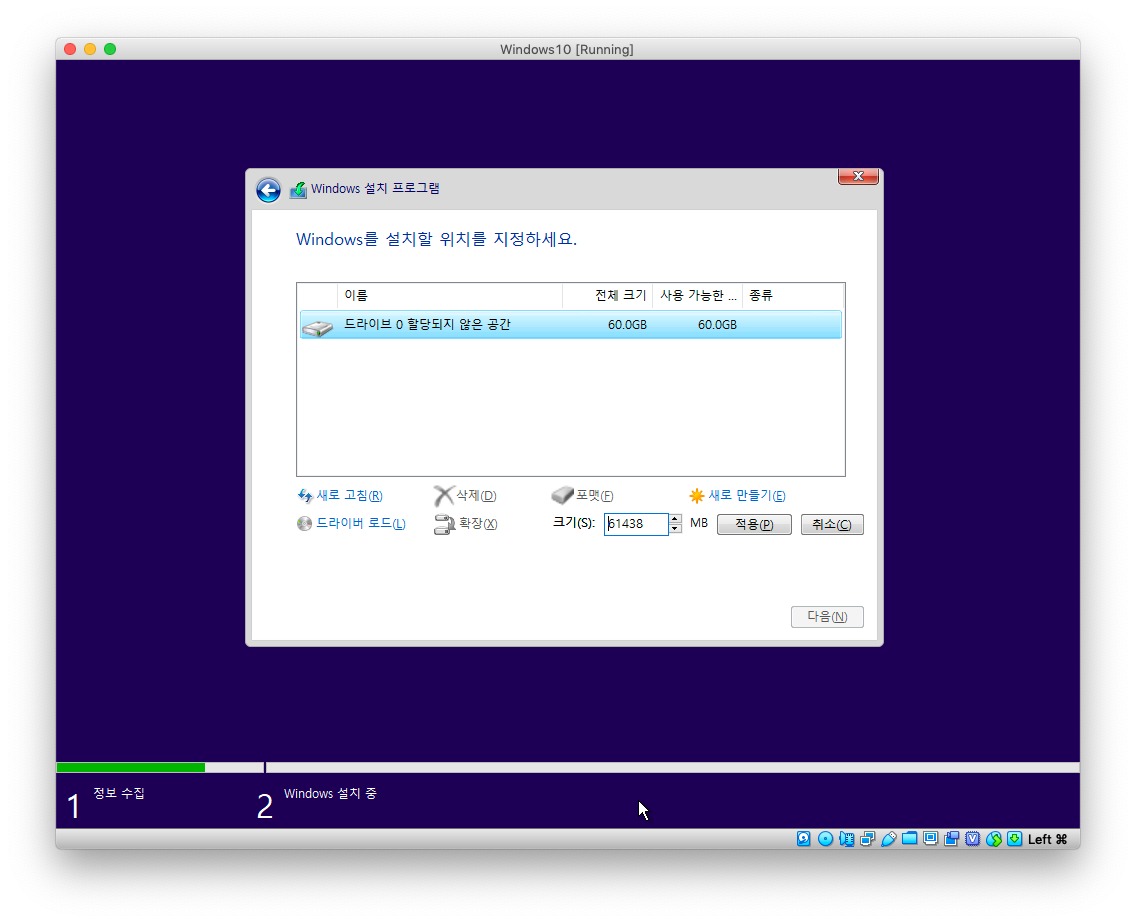 Windows10 [Running]
Windows 설치 프로그램
Windows를 설치할 위치를 지정하세요.
이름 전체 크기 사용 가능한 ... 종류
드라이브 0 할당되지 않은 공간 60.0GB 60.0GB
새로 고침(R) 삭제(D) 포맷(F) 새로 만들기(E)
드라이버 로드(L) 확장(X) 크기(S): 61438 MB 적용(P) 취소(C)
다음(N)
1 정보 수집 2 Windows 설치 중
Left ⌘